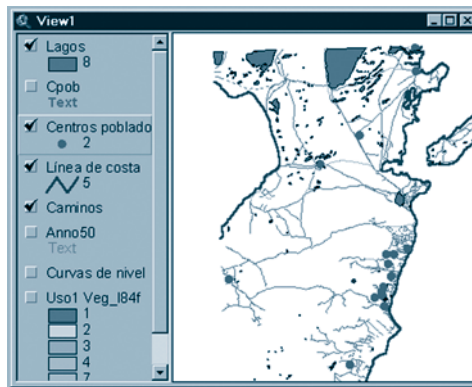 View1
Lagos
8
Cpob
Text
Centros poblado
2
Línea de costa
5
Caminos
Anno50
Text
Curvas de nivel
Uso1 Veg_l84f
1
2
3
4
7